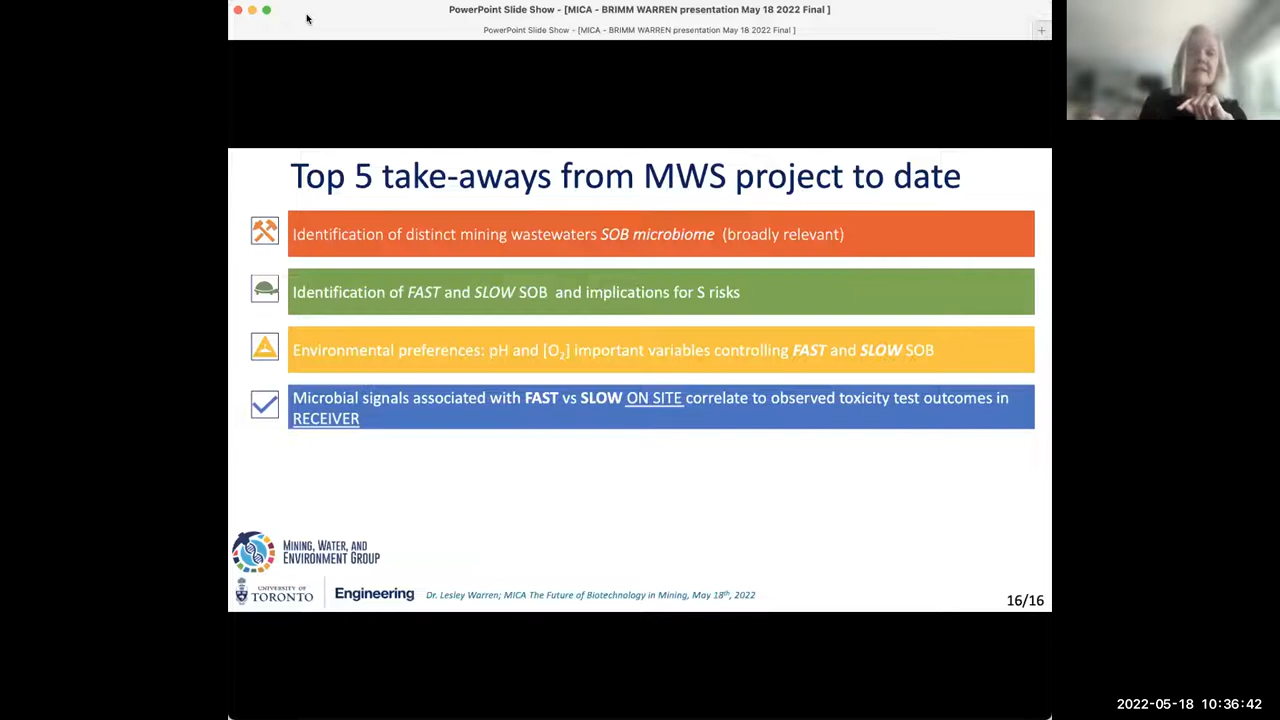 PowerPoint Slide Show - [MICA - BRIMM WARREN presentation May 18 2022 Final ]
PowerPoint Slide Show - [MICA - BRIMM WARREN presentation May 18 2022 Final ]
Top 5 take-aways from MWS project to date
Identification of distinct mining wastewaters SOB microbiome (broadly relevant)
Identification of FAST and SLOW SOB and implications for S risks
Environmental preferences: pH and [O₂] important variables controlling FAST and SLOW SOB
Microbial signals associated with FAST vs SLOW ON SITE correlate to observed toxicity test outcomes in
RECEIVER
MINING, WATER, AND
ENVIRONMENT GROUP
UNIVERSITY OF
TORONTO
Engineering
Dr. Lesley Warren; MICA The Future of Biotechnology in Mining, May 18th, 2022
16/16
2022-05-18 10:36:42